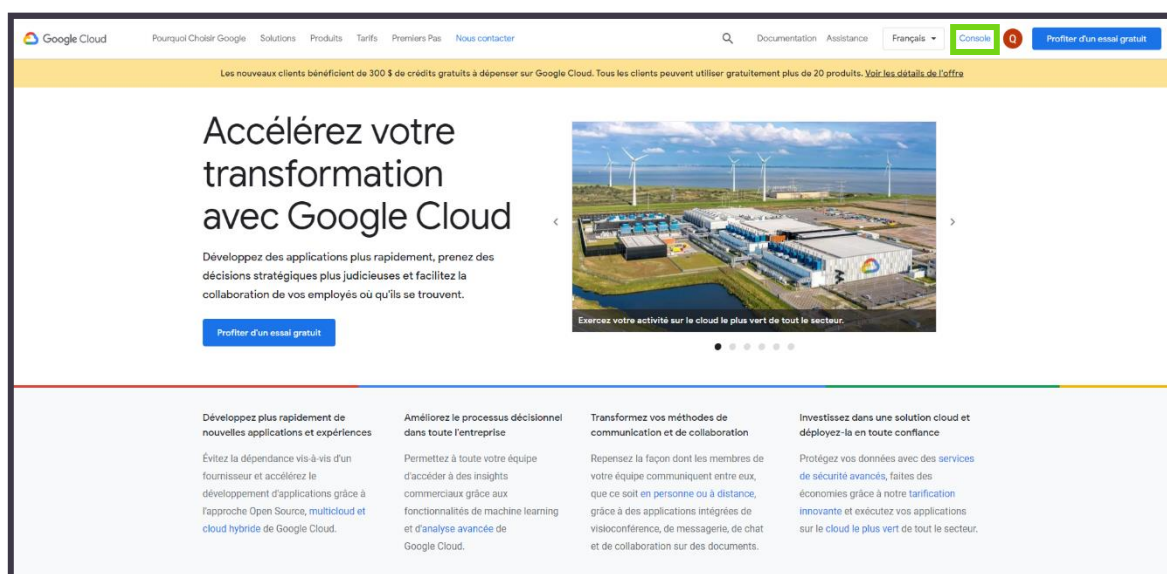 Google Cloud
Pourquoi Choisir Google Solutions Produits Tarifs Premiers Pas Nous contacter
Documentation Assistance Français Console Q Profiter d'un essai gratuit
Les nouveaux clients bénéficient de 300 $ de crédits gratuits à dépenser sur Google Cloud. Tous les clients peuvent utiliser gratuitement plus de 20 produits. Voir les détails de l'offre
Accélérez votre
transformation
avec Google Cloud
Développez des applications plus rapidement, prenez des
décisions stratégiques plus judicieuses et facilitez la
collaboration de vos employés où qu'ils se trouvent.
Profiter d'un essai gratuit
Exercez votre activité sur le cloud le plus vert de tout le secteur.
Développez plus rapidement de
nouvelles applications et expériences
Évitez la dépendance vis-à-vis d'un
fournisseur et accélérez le
développement d'applications grâce à
l'approche Open Source, multicloud et
cloud hybride de Google Cloud.
Améliorez le processus décisionnel
dans toute l'entreprise
Permettez à toute votre équipe
d'accéder à des insights
commerciaux grâce aux
fonctionnalités de machine learning
et d'analyse avancée de
Google Cloud.
Transformez vos méthodes de
communication et de collaboration
Repensez la façon dont les membres de
votre équipe communiquent entre eux,
que ce soit en personne ou à distance,
grâce à des applications intégrées de
visioconférence, de messagerie, de chat
et de collaboration sur des documents.
Investissez dans une solution cloud et
déployez-la en toute confiance
Protégez vos données avec des services
de sécurité avancés, faites des
économies grâce à notre tarification
innovante et exécutez vos applications
sur le cloud le plus vert de tout le secteur.